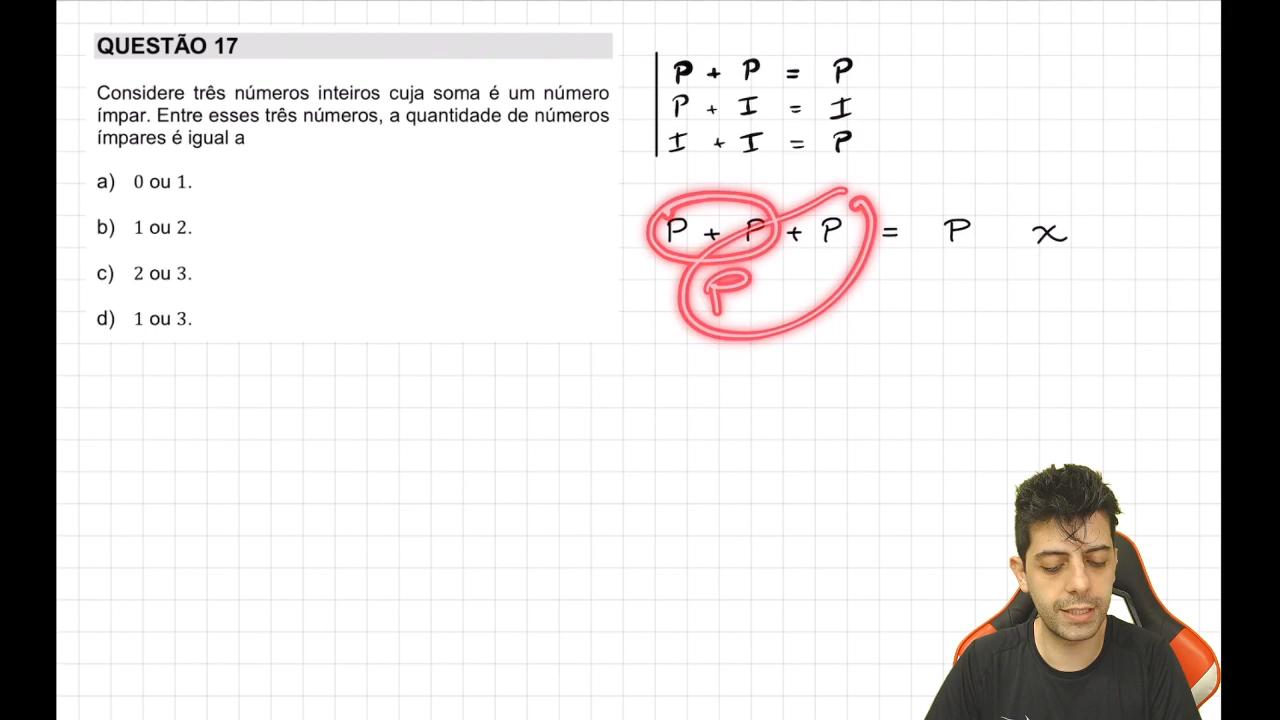 QUESTÃO 17
Considere três números inteiros cuja soma é um número
ímpar. Entre esses três números, a quantidade de números
ímpares é igual a
a) 0 ou 1.
b) 1 ou 2.
c) 2 ou 3.
d) 1 ou 3.
P + P = P
P + I = I
I + I = P
P + P + P = P x
P